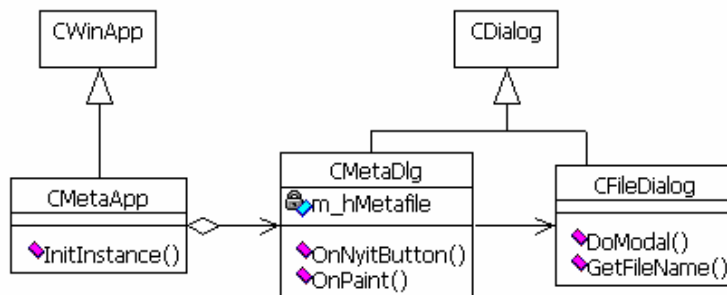 CWinApp
CDialog
CMetaApp
InitInstance()
CMetaDlg
m_hMetafile
OnNyitButton()
OnPaint()
CFileDialog
DoModal()
GetFileName()